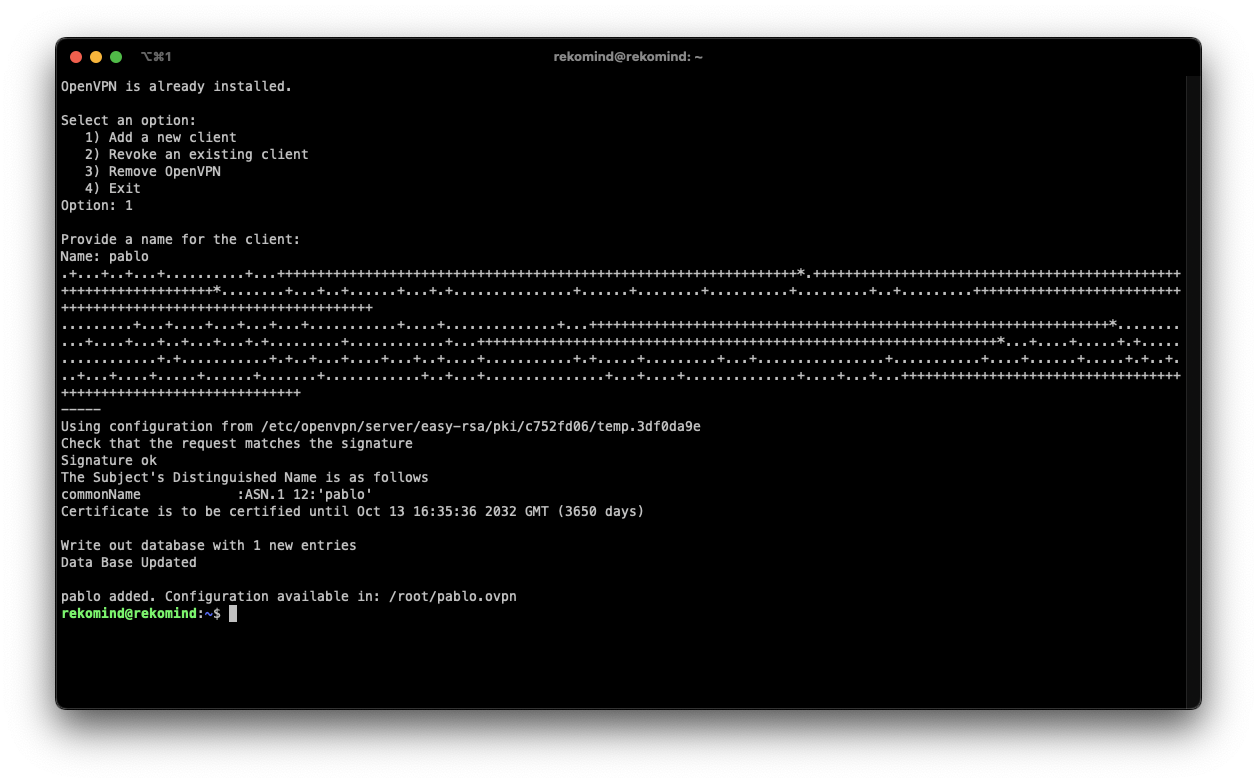 ⌥⌘1
rekomind@rekomind: ~
OpenVPN is already installed.
Select an option:
1) Add a new client
2) Revoke an existing client
3) Remove OpenVPN
4) Exit
Option: 1
Provide a name for the client:
Name: pablo
-----
Using configuration from /etc/openvpn/server/easy-rsa/pki/c752fd06/temp.3df0da9e
Check that the request matches the signature
Signature ok
The Subject's Distinguished Name is as follows
commonName            :ASN.1 12:'pablo'
Certificate is to be certified until Oct 13 16:35:36 2032 GMT (3650 days)
Write out database with 1 new entries
Data Base Updated
pablo added. Configuration available in: /root/pablo.ovpn
rekomind@rekomind:~$